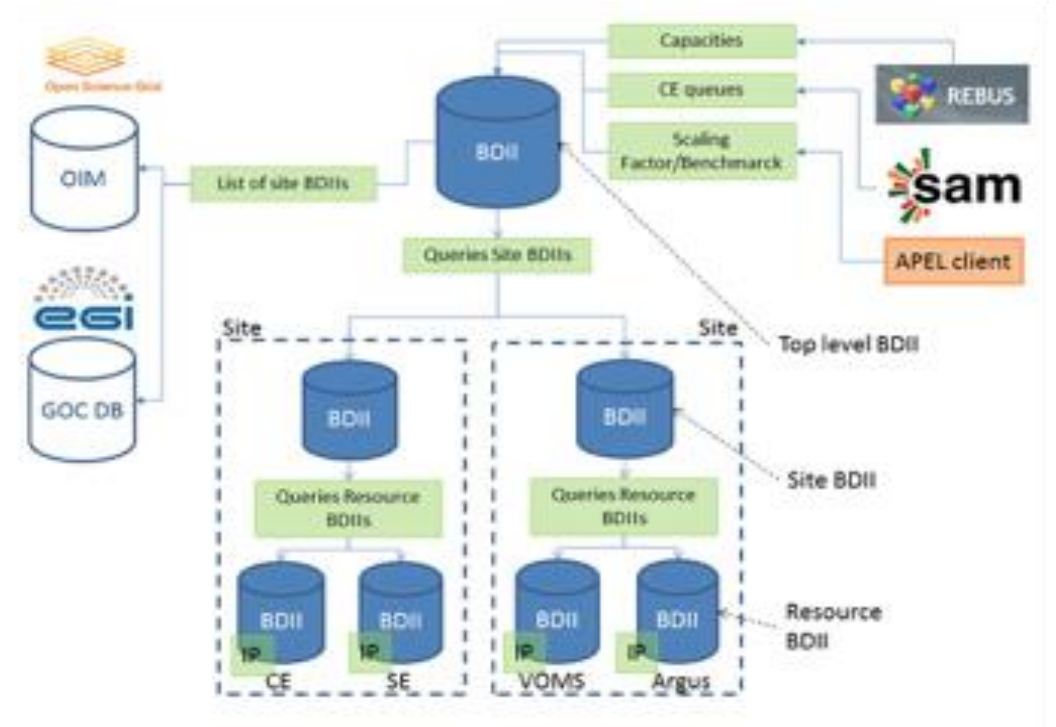 Capacities
Open Science Grid
CE queues
REBUS
BDII
Scaling
Factor/Benchmarck
OIM
List of site BDIIs
sam
Queries Site BDIIs
APEL client
egi
Site
Site
Top level BDII
GOC DB
BDII
BDII
Site BDII
Queries Resource
BDIIs
Queries Resource
BDIIs
BDII
BDII
BDII
BDII
Resource
BDII
IP
IP
IP
IP
CE
SE
VOMS
Argus